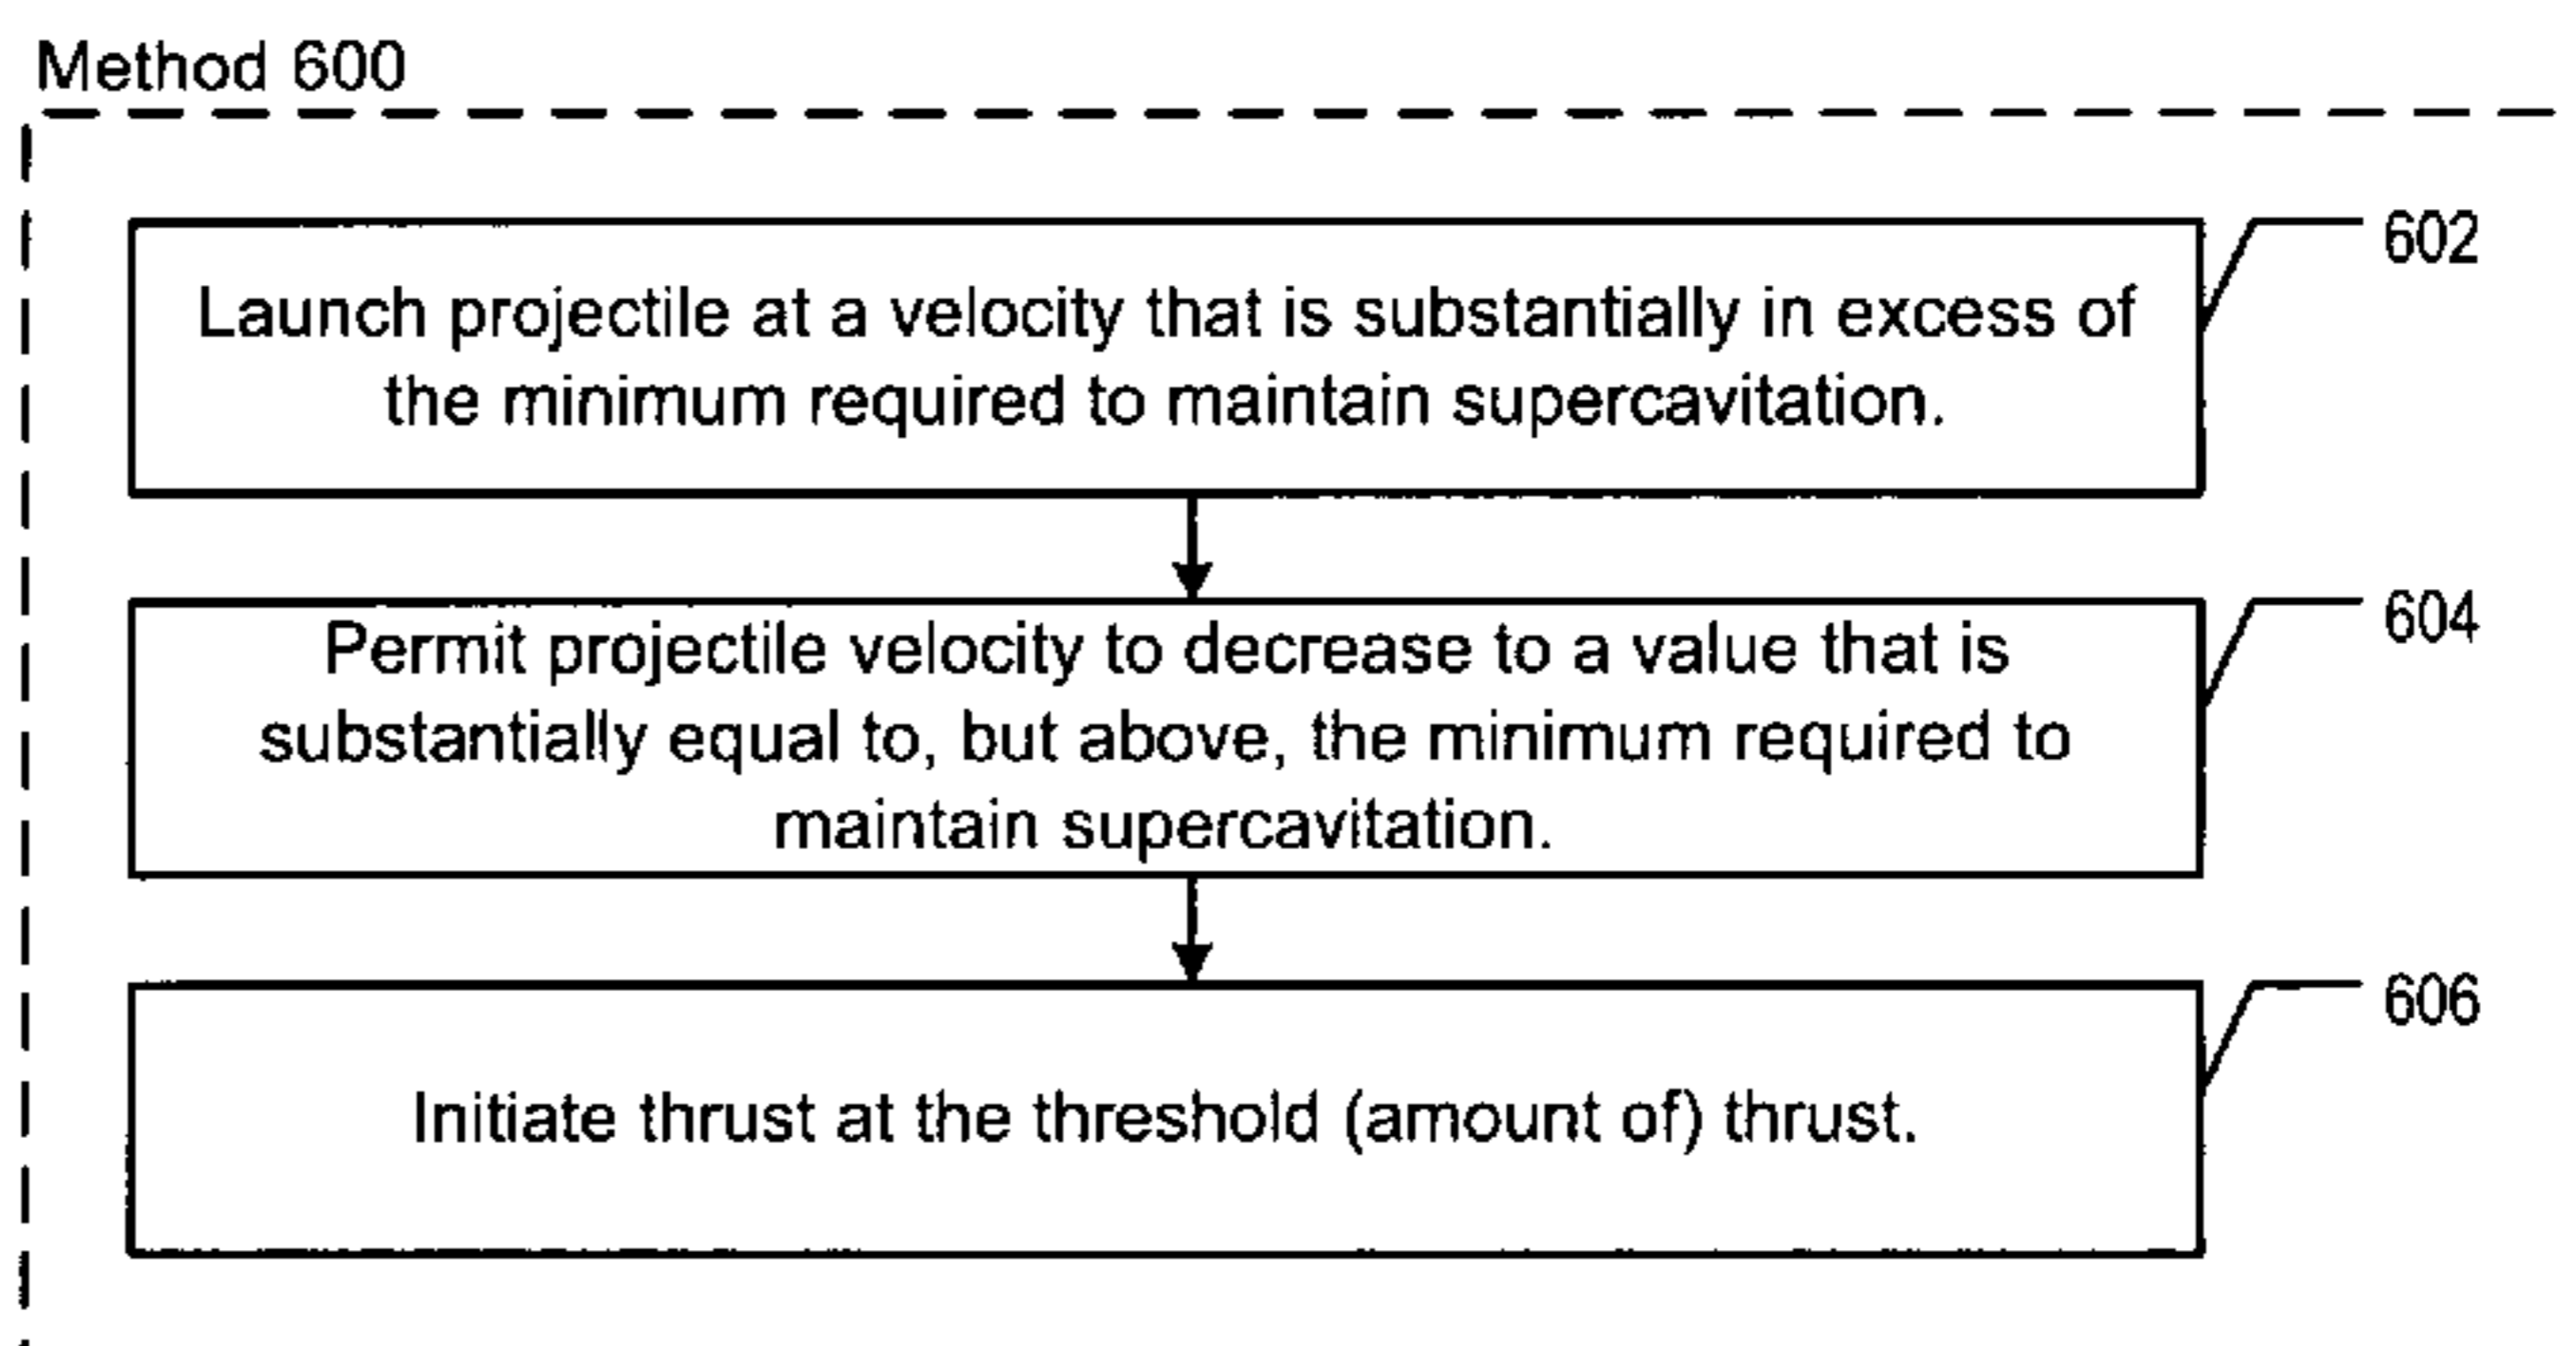 Method 600
602
Launch projectile at a velocity that is substantially in excess of
the minimum required to maintain supercavitation.
604
Permit projectile velocity to decrease to a value that is
substantially equal to, but above, the minimum required to
maintain supercavitation.
606
Initiate thrust at the threshold (amount of) thrust.